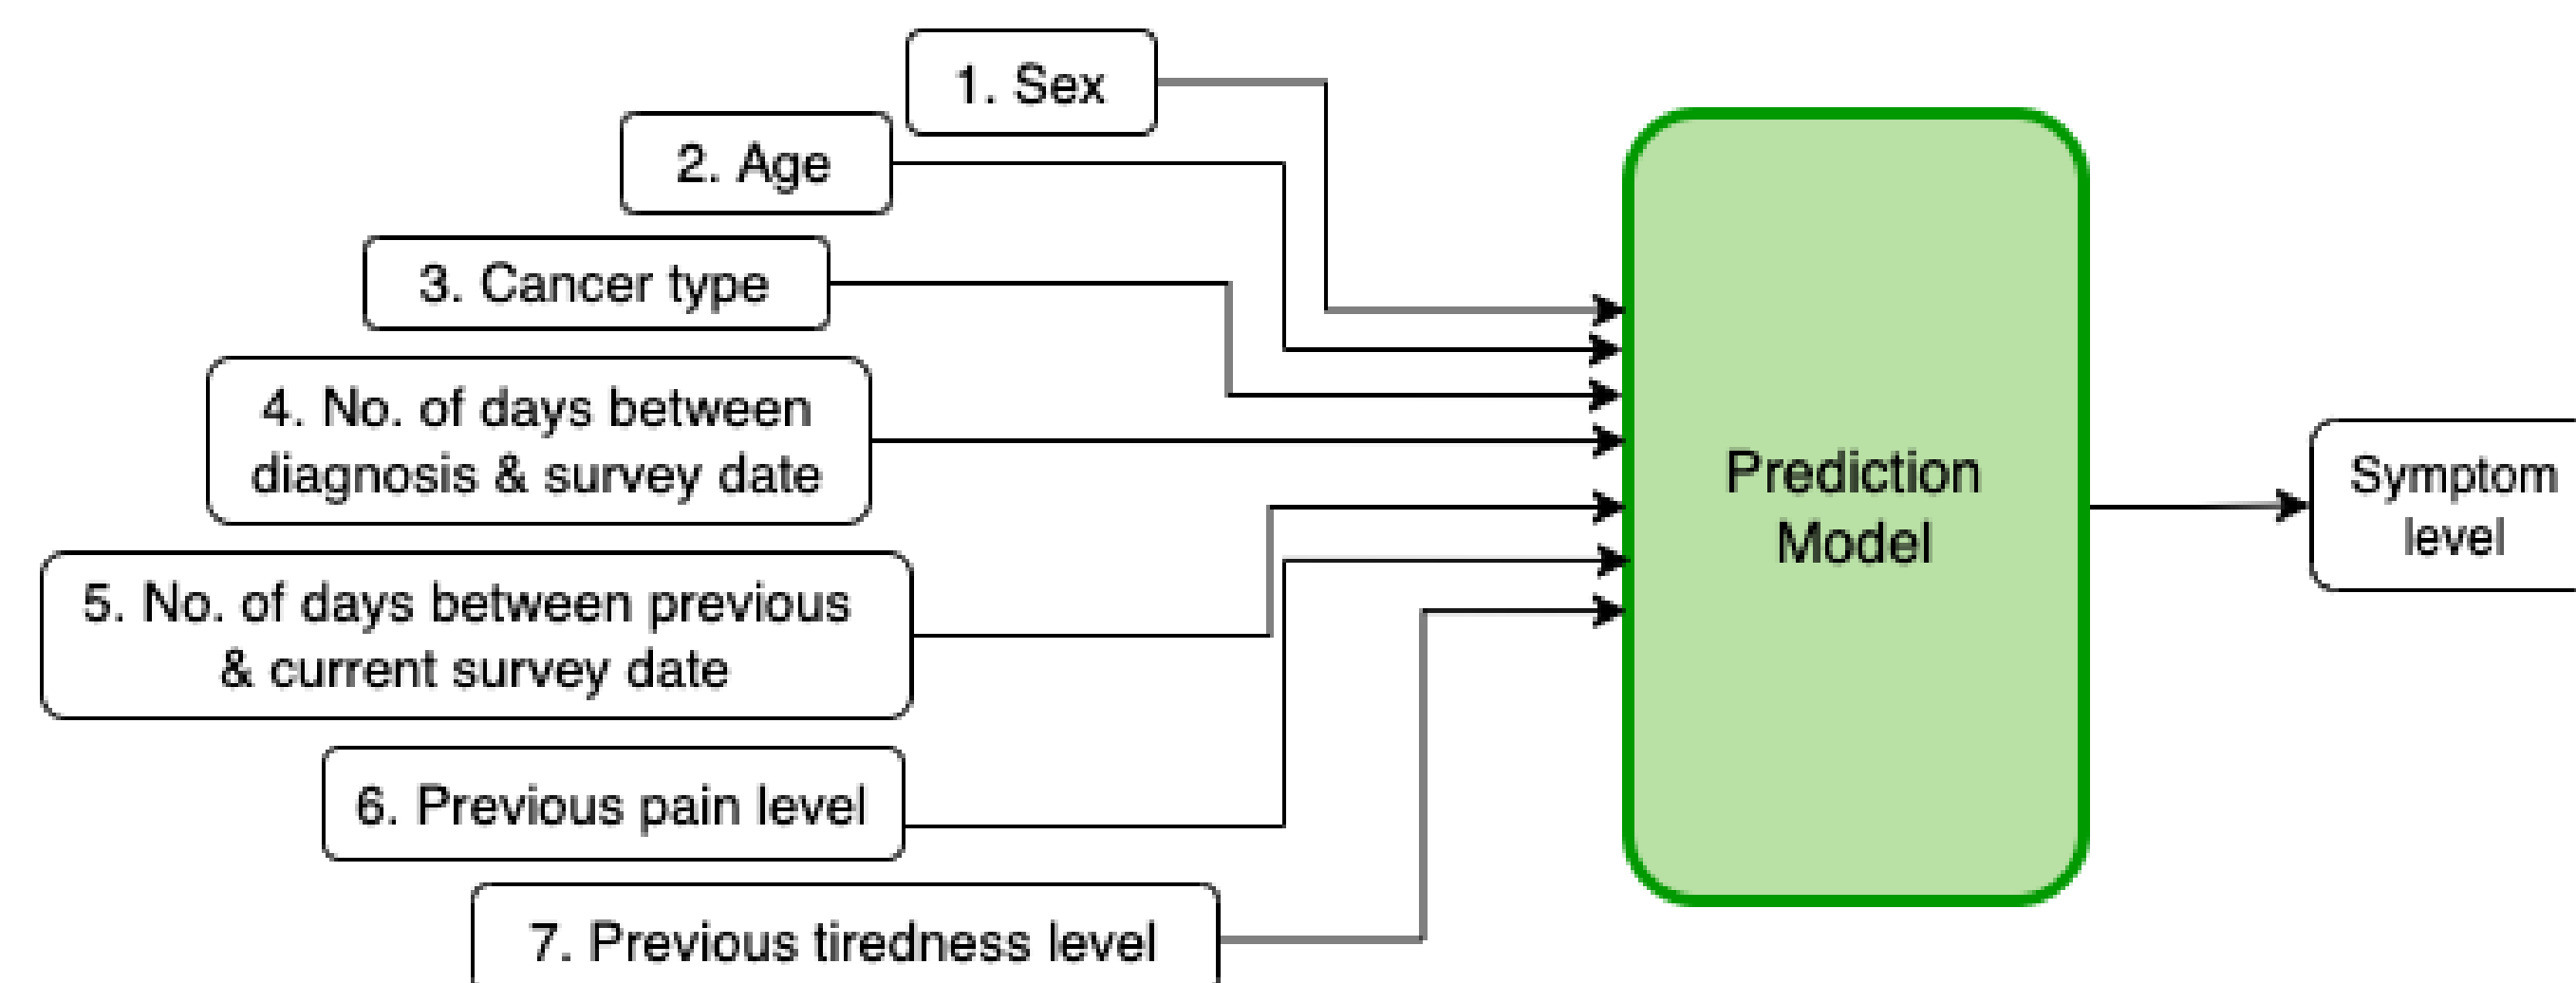 1. Sex
2. Age
3. Cancer type
4. No. of days between
diagnosis & survey date
5. No. of days between previous
& current survey date
6. Previous pain level
7. Previous tiredness level
Prediction
Model
Symptom
level